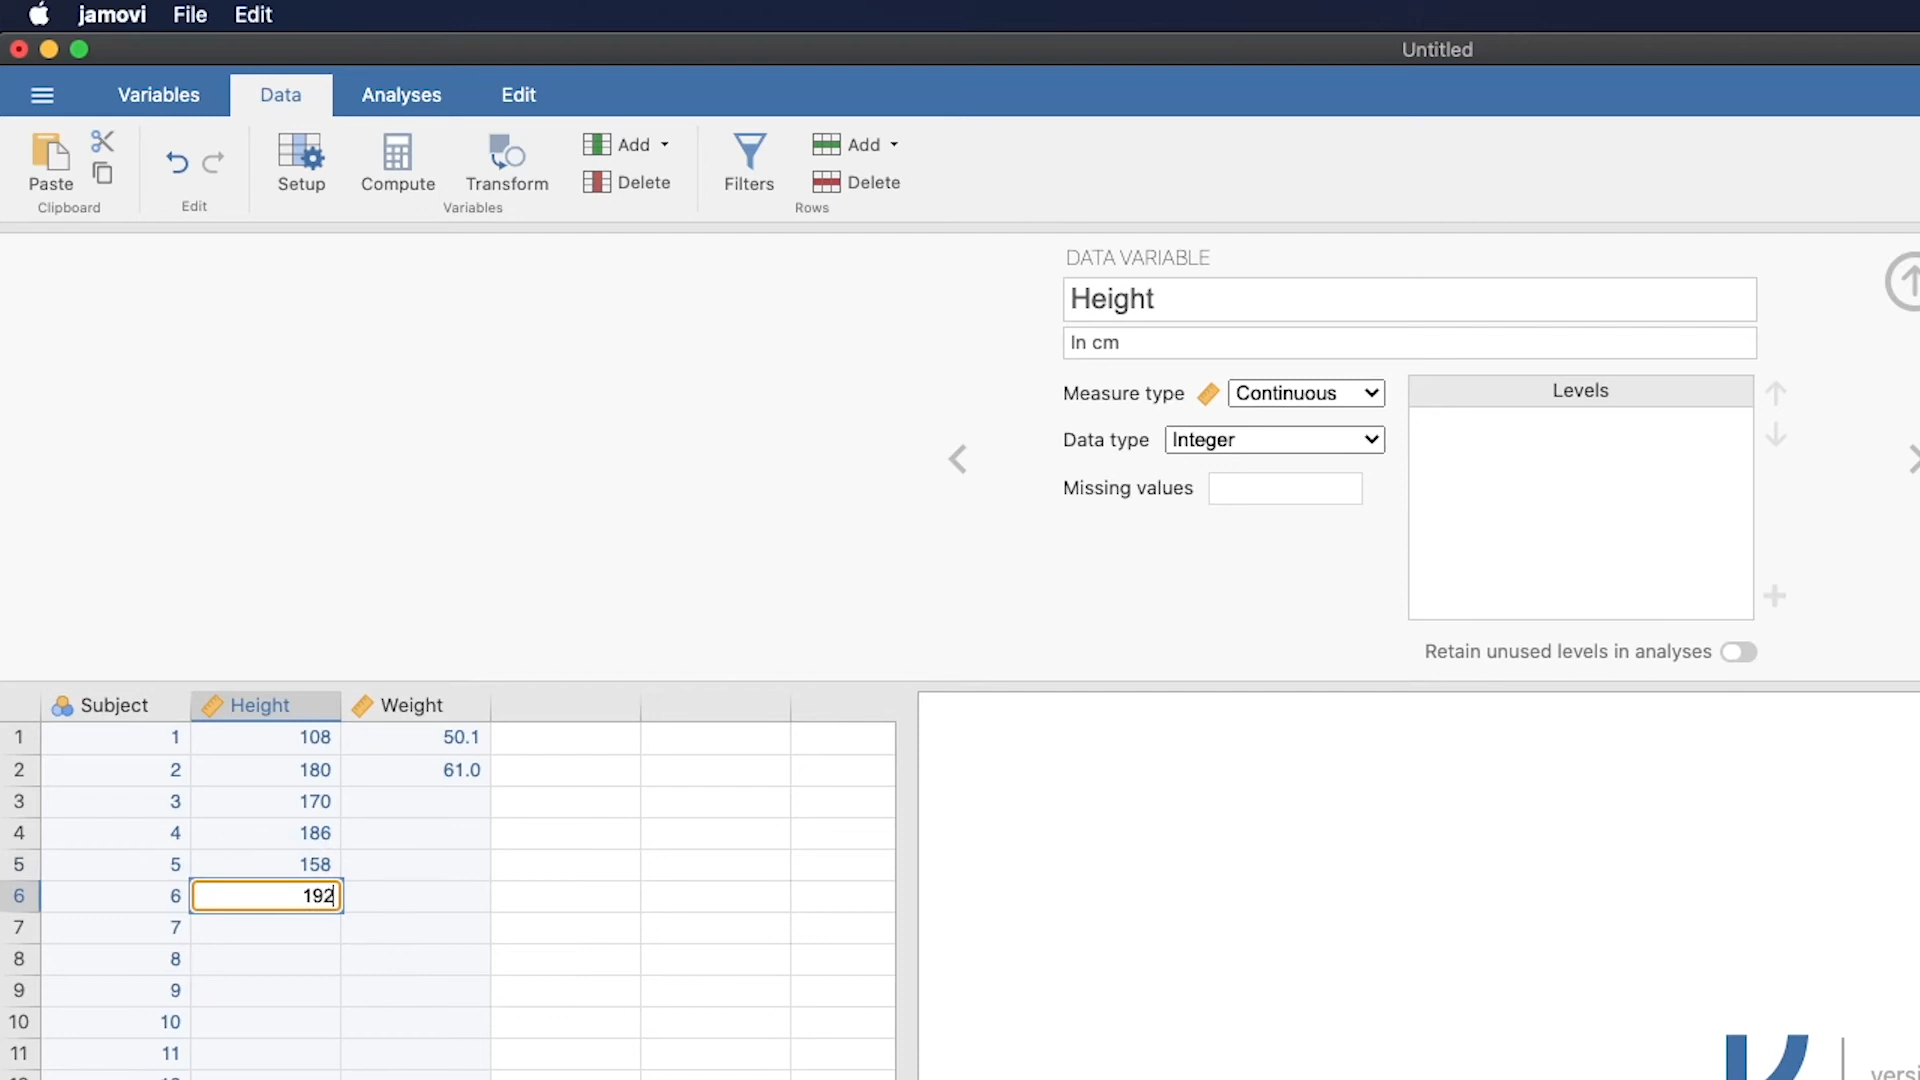 jamovi File Edit
Untitled
Variables Data Analyses Edit
Paste
Clipboard
Edit
Setup Compute Transform Add Delete
Variables
Filters Add Delete
Rows
DATA VARIABLE
Height
In cm
Measure type Continuous
Levels
Data type Integer
Missing values
Retain unused levels in analyses
Subject Height Weight
1 1 108 50.1
2 2 180 61.0
3 3 170
4 4 186
5 5 158
6 6 192
7 7
8 8
9 9
10 10
11 11